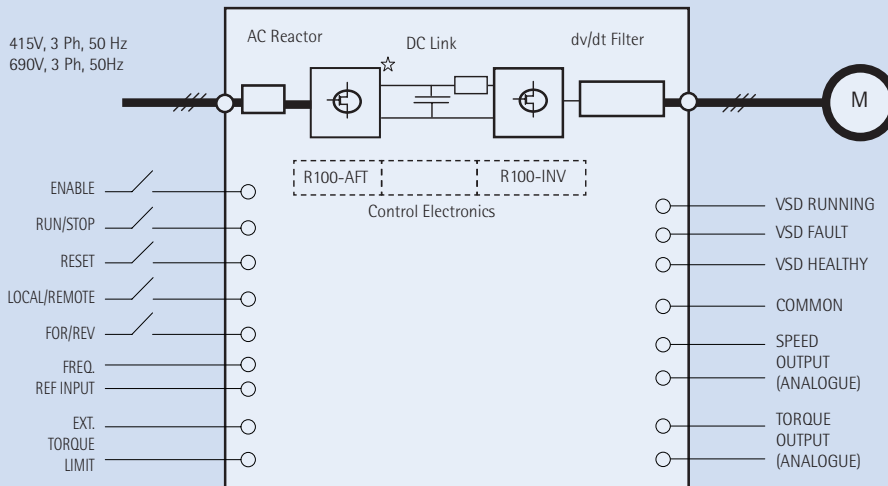 415V, 3 Ph, 50 Hz
690V, 3 Ph, 50Hz
AC Reactor
DC Link
dv/dt Filter
M
R100-AFT
R100-INV
Control Electronics
ENABLE
RUN/STOP
RESET
LOCAL/REMOTE
FOR/REV
FREQ.
REF INPUT
EXT.
TORQUE
LIMIT
VSD RUNNING
VSD FAULT
VSD HEALTHY
COMMON
SPEED
OUTPUT
(ANALOGUE)
TORQUE
OUTPUT
(ANALOGUE)